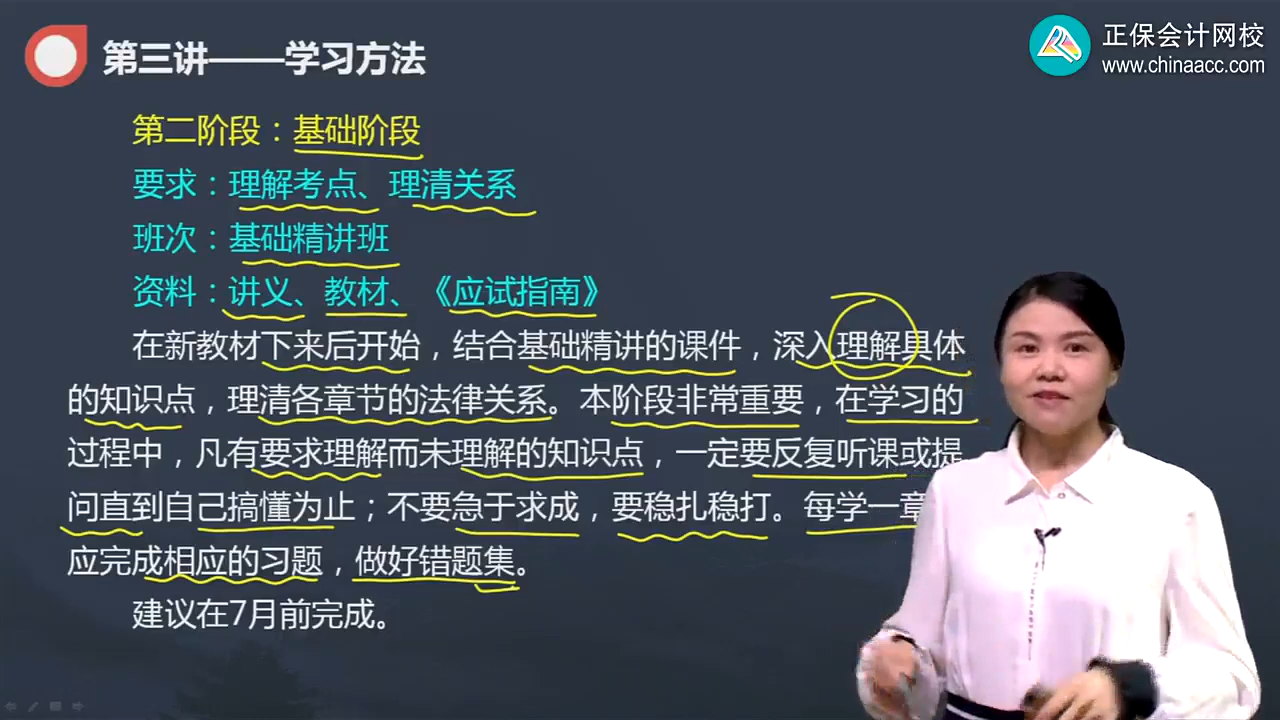 第三讲——学习方法
正保会计网校
www.chinaacc.com
第二阶段：基础阶段
要求：理解考点、理清关系
班次：基础精讲班
资料：讲义、教材、《应试指南》
在新教材下来后开始，结合基础精讲的课件，深入理解具体
的知识点，理清各章节的法律关系。本阶段非常重要，在学习的
过程中，凡有要求理解而未理解的知识点，一定要反复听课或提
问直到自己搞懂为止；不要急于求成，要稳扎稳打。每学一章
应完成相应的习题，做好错题集。
建议在7月前完成。